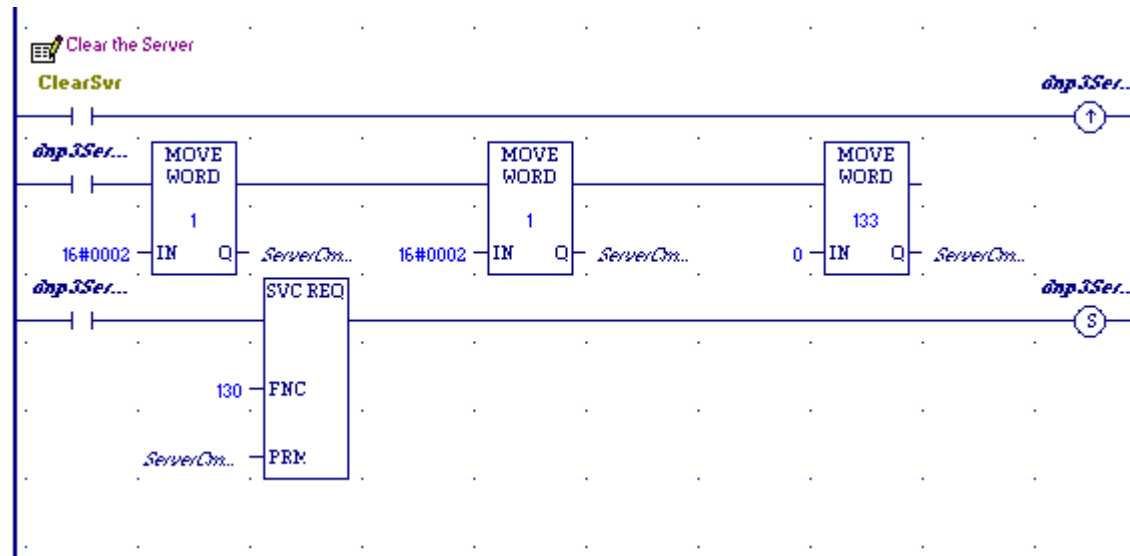 Clear the Server
ClearSvr dnp3Ser..
↑
dnp3Ser... MOVE WORD MOVE WORD MOVE WORD
1 1 133
16#0002 IN Q ServerCm... 16#0002 IN Q ServerCm... 0 IN Q ServerCm...
dnp3Ser... SVC REQ dnp3Ser..
S
130 FNC
ServerCm... PRM